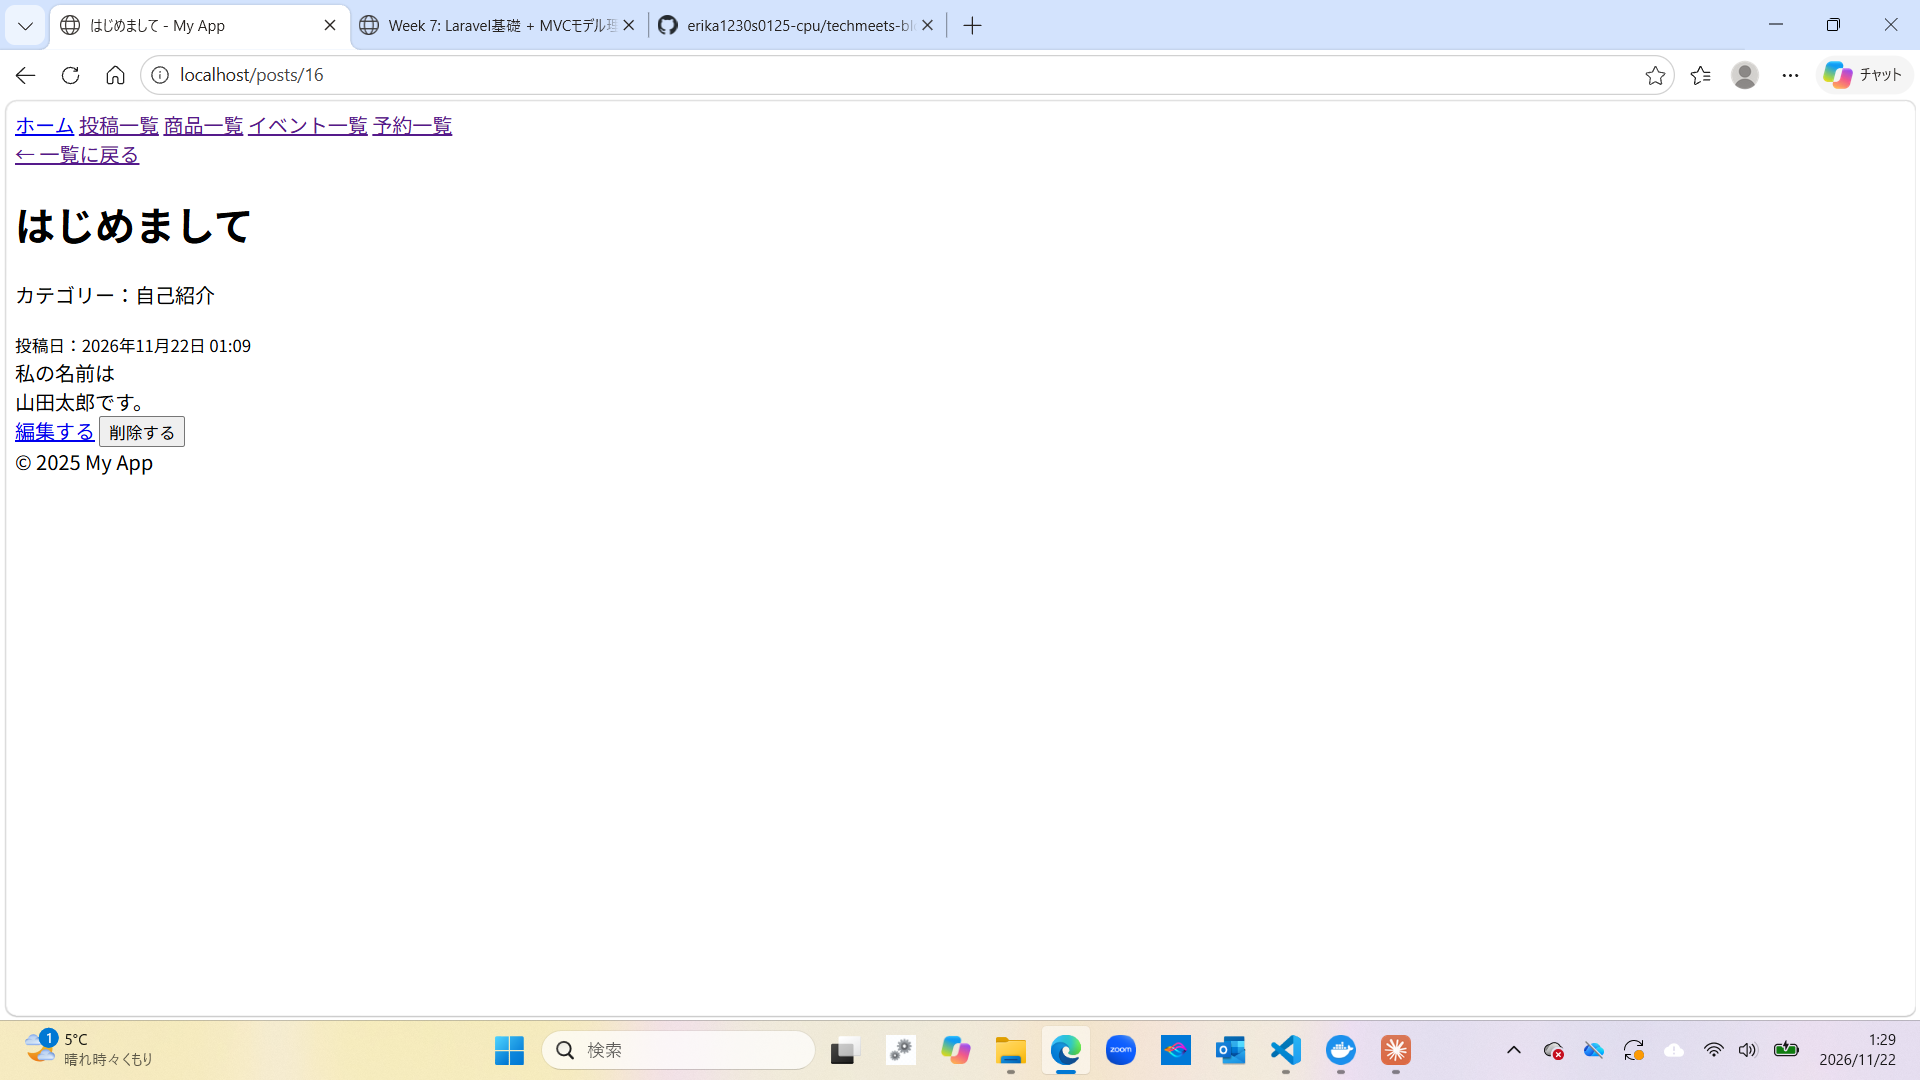 はじめまして - My App
Week 7: Laravel基礎 + MVCモデル理
erika1230s0125-cpu/techmeets-bl
localhost/posts/16
チャット
ホーム 投稿一覧 商品一覧 イベント一覧 予約一覧
← 一覧に戻る
はじめまして
カテゴリー：自己紹介
投稿日：2026年11月22日 01:09
私の名前は
山田太郎です。
編集する 削除する
© 2025 My App
1
5°C
晴れ時々くもり
検索
zoom
1:29
2026/11/22